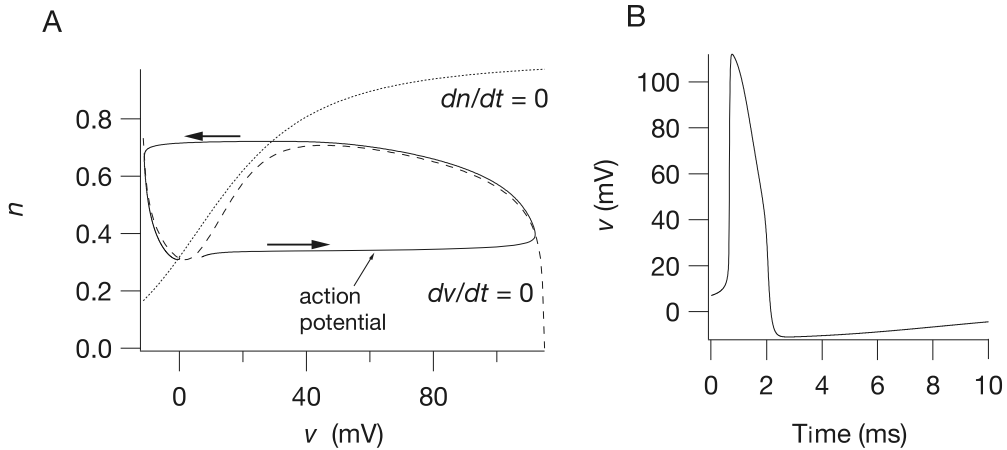 A
B
dn/dt = 0
0.8
0.6
n
0.4
0.2
0.0
action
potential
dv/dt = 0
0
40
80
v (mV)
100
80
60
v (mV)
40
20
0
0
2
4
6
8
10
Time (ms)